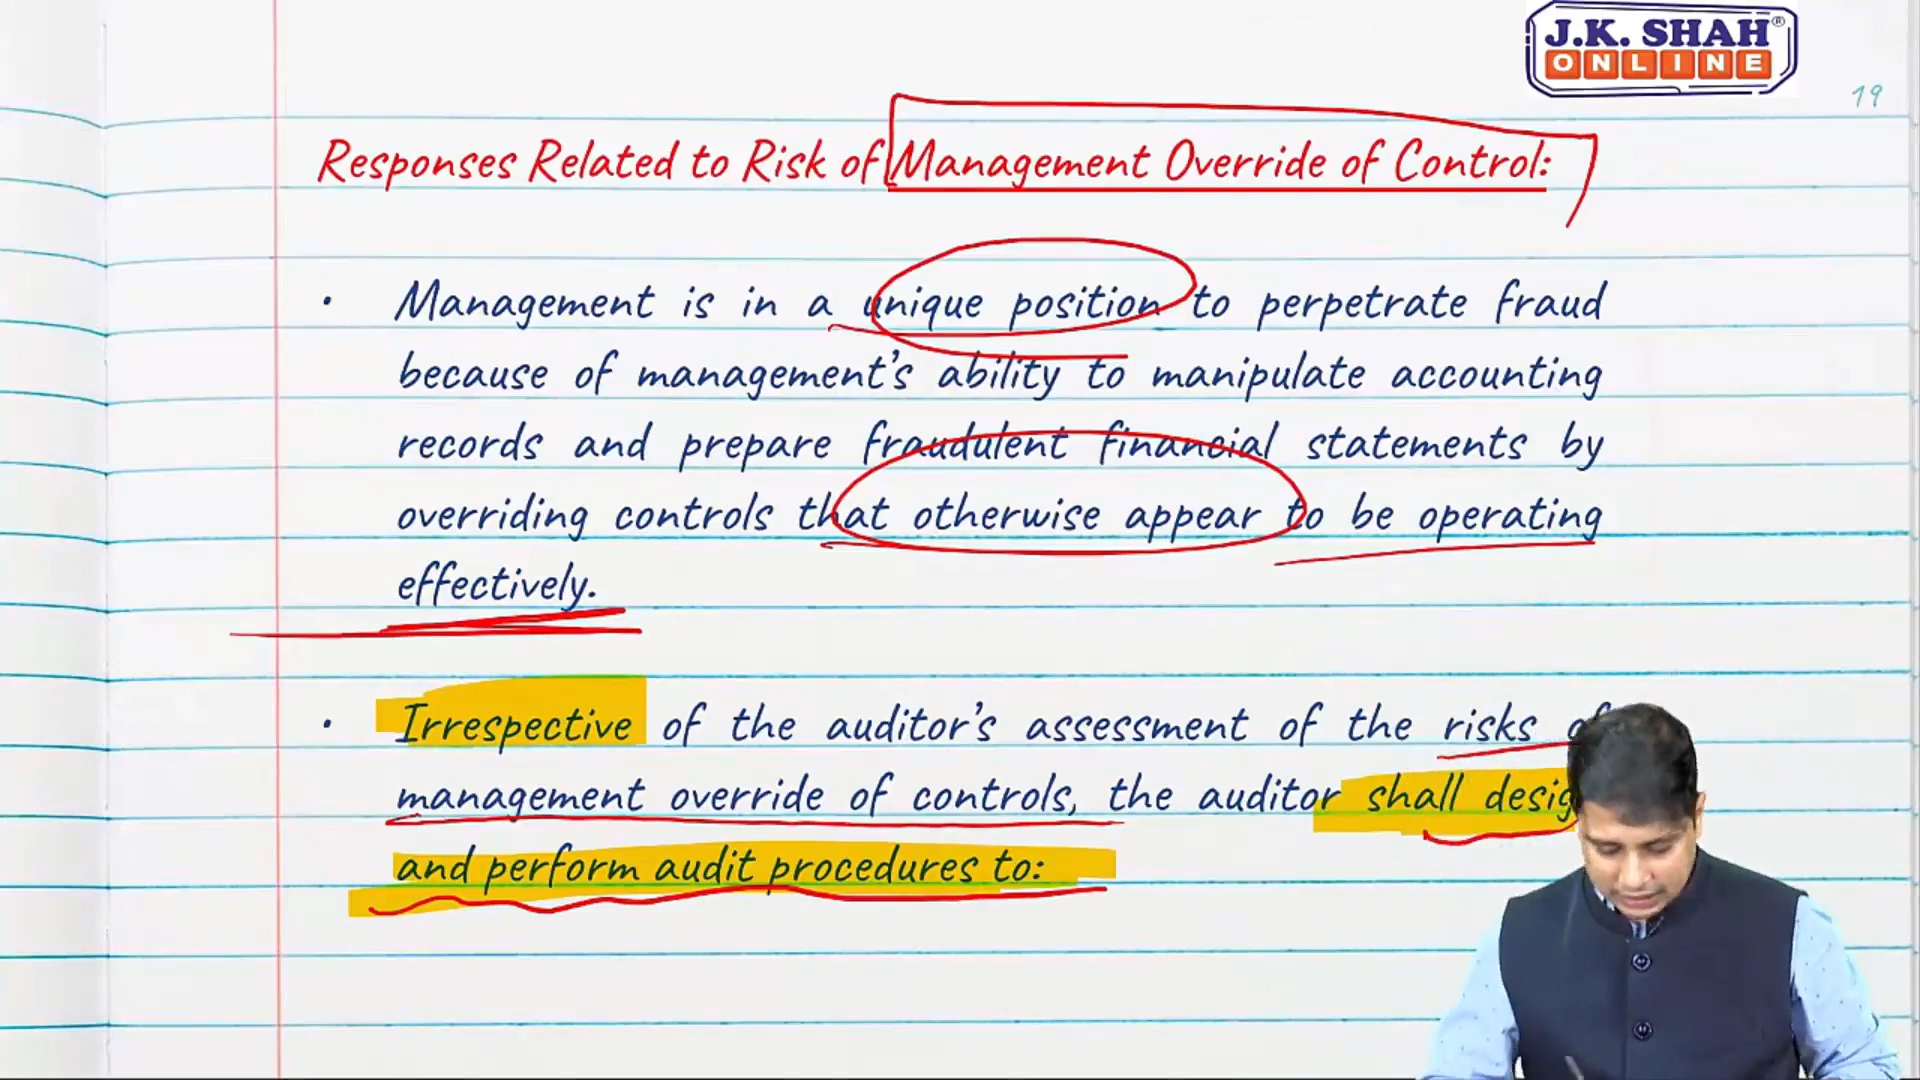 J.K. SHAH®
ONLINE
19
Responses Related to Risk of Management Override of Control:
• Management is in a unique position to perpetrate fraud
because of management's ability to manipulate accounting
records and prepare fraudulent financial statements by
overriding controls that otherwise appear to be operating
effectively.
• Irrespective of the auditor's assessment of the risks
management override of controls, the auditor shall desig
and perform audit procedures to: